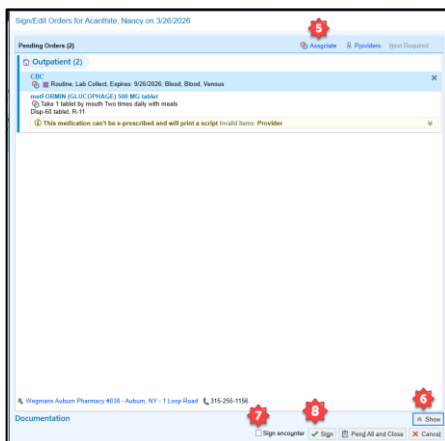 Sign/Edit Orders for Acanthite, Nancy on 3/26/2026
5
Pending Orders (2) Associate Providers Next Required
Outpatient (2)
CBC
Routine, Lab Collect, Expires: 9/26/2026, Blood, Blood, Venous
metFORMIN (GLUCOPHAGE) 500 MG tablet
Take 1 tablet by mouth Two times daily with meals
Disp-60 tablet, R-11
This medication can't be e-prescribed and will print a script Invalid items: Provider
Wegmans Auburn Pharmacy #038 - Auburn, NY - 1 Loop Road 315-255-1156
6
Documentation Show
7 8
Sign encounter Sign Pend All and Close Cancel